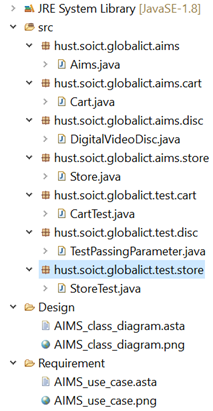 JRE System Library [JavaSE-1.8]
src
hust.soict.globalict.aims
Aims.java
hust.soict.globalict.aims.cart
Cart.java
hust.soict.globalict.aims.disc
DigitalVideoDisc.java
hust.soict.globalict.aims.store
Store.java
hust.soict.globalict.test.cart
CartTest.java
hust.soict.globalict.test.disc
TestPassingParameter.java
hust.soict.globalict.test.store
StoreTest.java
Design
AIMS_class_diagram.asta
AIMS_class_diagram.png
Requirement
AIMS_use_case.asta
AIMS_use_case.png